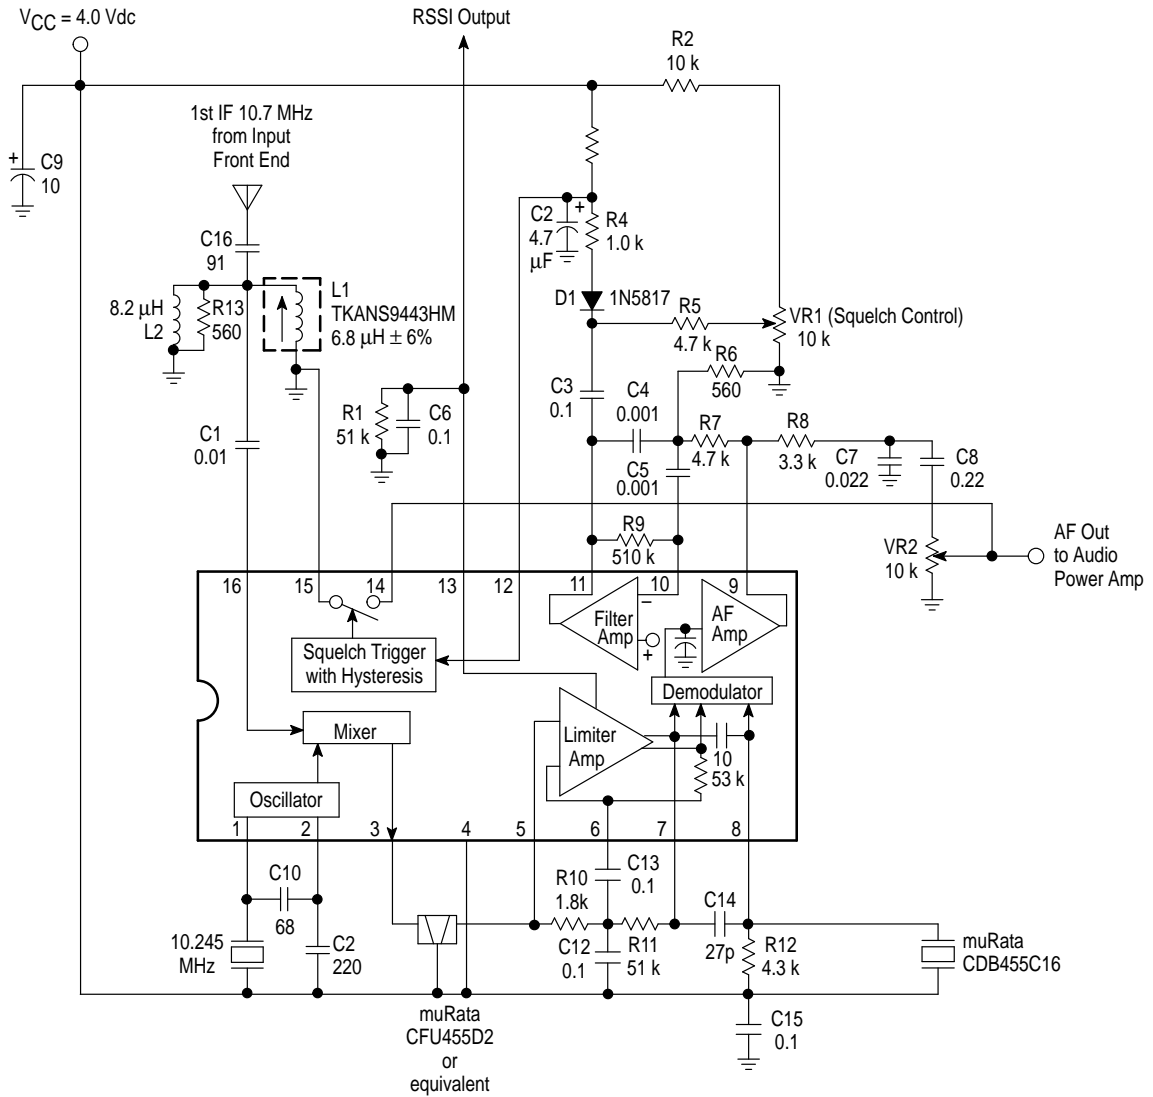 VCC = 4.0 Vdc
RSSI Output
R2
10 k
1st IF 10.7 MHz
from Input
Front End
+
C9
10
C16
91
C2
4.7
µF
+
R4
1.0 k
D1
1N5817
8.2 µH
L2
R13
560
L1
TKANS9443HM
6.8 µH ± 6%
R5
4.7 k
VR1 (Squelch Control)
10 k
R6
560
C3
0.1
C4
0.001
R1
51 k
C6
0.1
C1
0.01
R7
4.7 k
R8
3.3 k
C5
0.001
C7
0.022
C8
0.22
R9
510 k
VR2
10 k
AF Out
to Audio
Power Amp
16
15
14
13
12
11
10
9
Filter
Amp
–
+
AF
Amp
Squelch Trigger
with Hysteresis
Demodulator
Mixer
Limiter
Amp
10
53 k
Oscillator
1
2
3
4
5
6
7
8
C10
68
10.245
MHz
C2
220
R10
1.8k
C13
0.1
C12
0.1
R11
51 k
C14
27p
R12
4.3 k
muRata
CDB455C16
muRata
CFU455D2
or
equivalent
C15
0.1